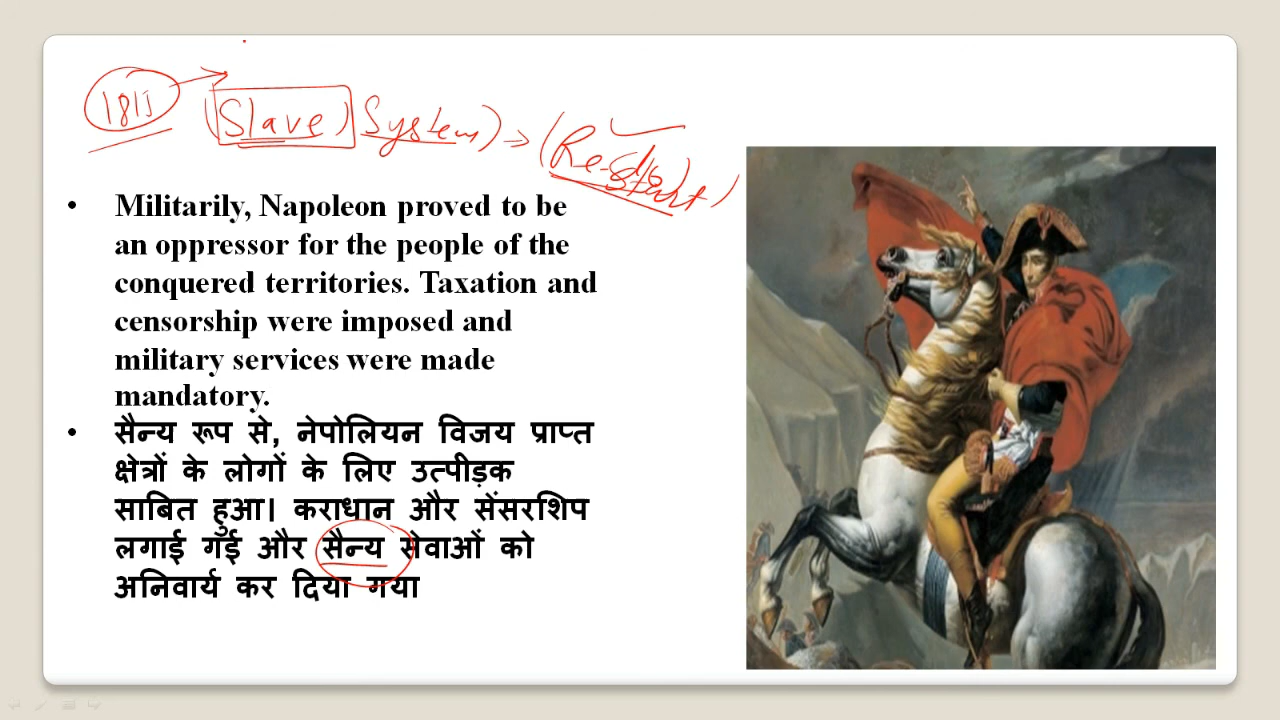 (Slave) System) → (Re-Start)
Militarily, Napoleon proved to be
an oppressor for the people of the
conquered territories. Taxation and
censorship were imposed and
military services were made
mandatory.
सैन्य रूप से, नेपोलियन विजय प्राप्त
क्षेत्रों के लोगों के लिए उत्पीड़क
साबित हुआ। कराधान और सेंसरशिप
लगाई गई और सैन्य सेवाओं को
अनिवार्य कर दिया गया